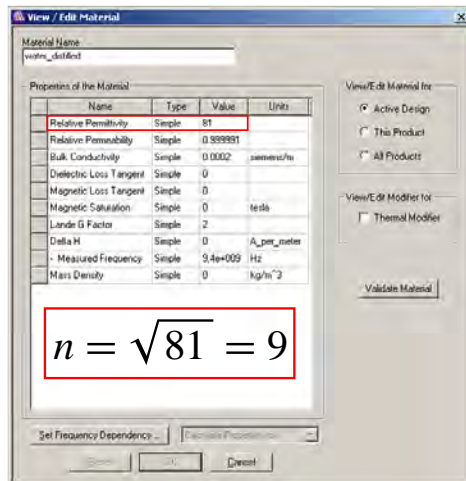 View / Edit Material
Material Name
water_distilled
Properties of the Material
Name Type Value Units
Relative Permittivity Simple 81
Relative Permeability Simple 0.999991
Bulk Conductivity Simple 0.0002 siemens/m
Dielectric Loss Tangent Simple 0
Magnetic Loss Tangent Simple 0
Magnetic Saturation Simple 0 tesla
Lande G Factor Simple 2
Delta H Simple 0 A_per_meter
- Measured Frequency Simple 9.4e+009 Hz
Mass Density Simple 0 kg/m^3
n = √81 = 9
View/Edit Material for
Active Design
This Product
All Products
View/Edit Modifier for
Thermal Modifier
Validate Material
Set Frequency Dependency ...
Cancel